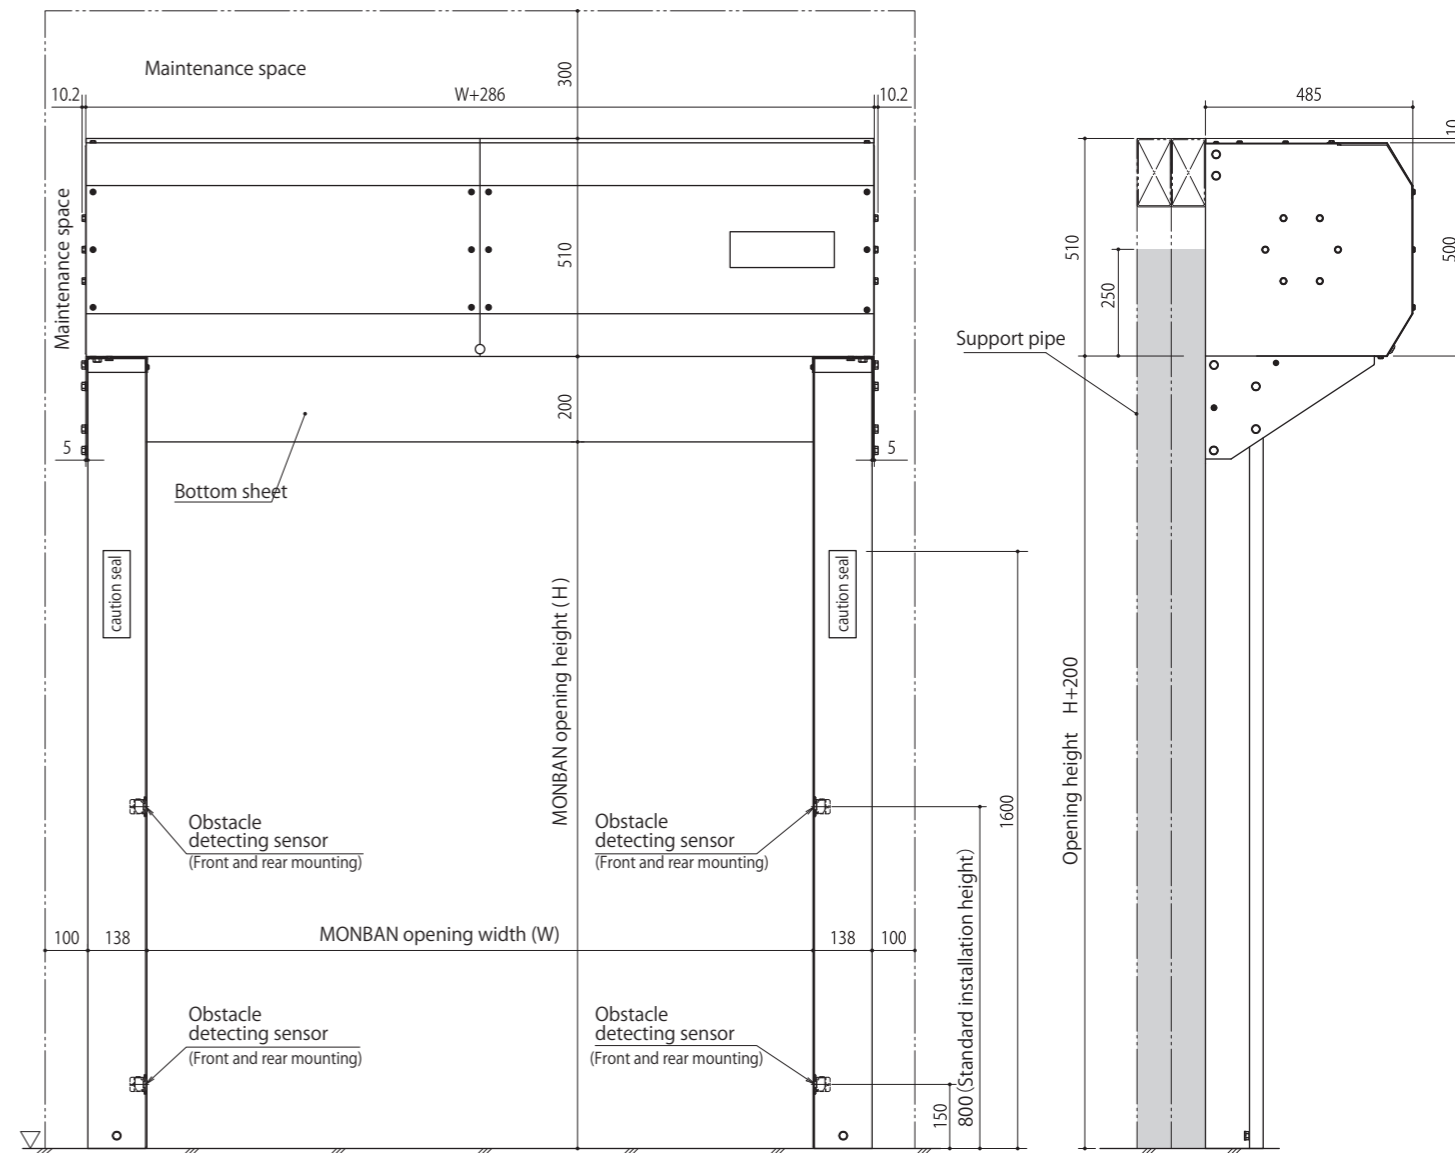 300
Maintenance space
10.2
W+286
10.2
485
10
Maintenance space
510
510
500
250
Support pipe
200
5
5
Bottom sheet
caution seal
caution seal
MONBAN opening height (H)
Opening height H+200
1600
Obstacle
detecting sensor
(Front and rear mounting)
Obstacle
detecting sensor
(Front and rear mounting)
800 (Standard installation height)
100
138
MONBAN opening width (W)
138
100
Obstacle
detecting sensor
(Front and rear mounting)
Obstacle
detecting sensor
(Front and rear mounting)
150